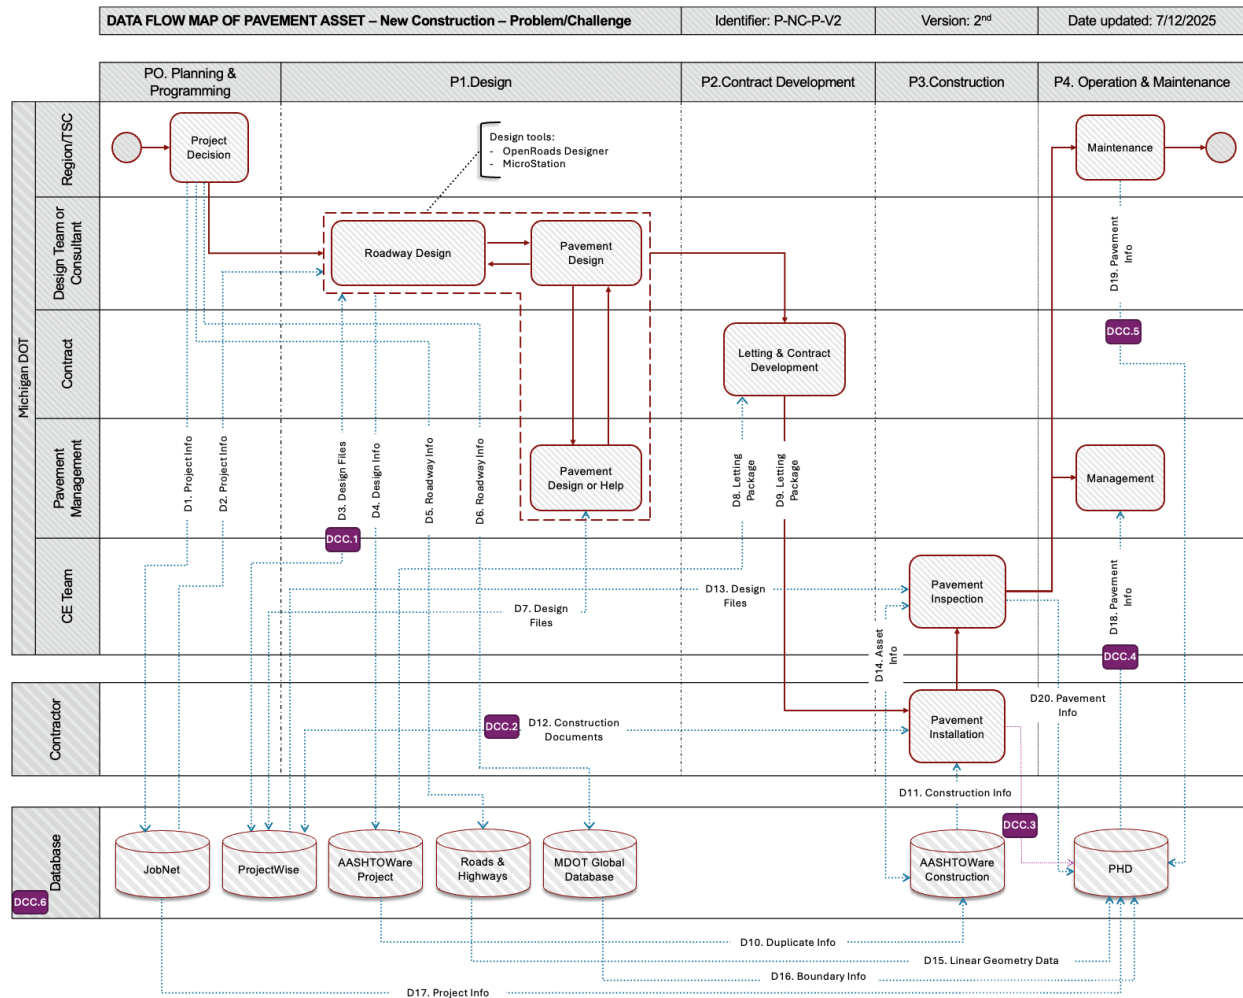 DATA FLOW MAP OF PAVEMENT ASSET – New Construction – Problem/Challenge
Identifier: P-NC-P-V2
Version: 2nd
Date updated: 7/12/2025
PO. Planning &
Programming
P1.Design
P2.Contract Development
P3.Construction
P4. Operation & Maintenance
Michigan DOT
Region/TSC
Project
Decision
Design tools:
- OpenRoads Designer
- MicroStation
Maintenance
Design Team or
Consultant
Roadway Design
Pavement
Design
D19. Pavement
Info
Contract
Letting & Contract
Development
DCC.5
Pavement
Management
D1. Project Info
D2. Project Info
D3. Design Files
D4. Design Info
D5. Roadway Info
D6. Roadway Info
Pavement
Design or Help
D8. Letting
Package
D9. Letting
Package
Management
CE Team
DCC.1
D7. Design
Files
D13. Design
Files
Pavement
Inspection
D14. Asset
Info
D18. Pavement
Info
DCC.4
Contractor
DCC.2
D12. Construction
Documents
Pavement
Installation
D20. Pavement
Info
D11. Construction Info
DCC.3
Database
DCC.6
JobNet
ProjectWise
AASHTOWare
Project
Roads &
Highways
MDOT Global
Database
AASHTOWare
Construction
PHD
D10. Duplicate Info
D15. Linear Geometry Data
D16. Boundary Info
D17. Project Info